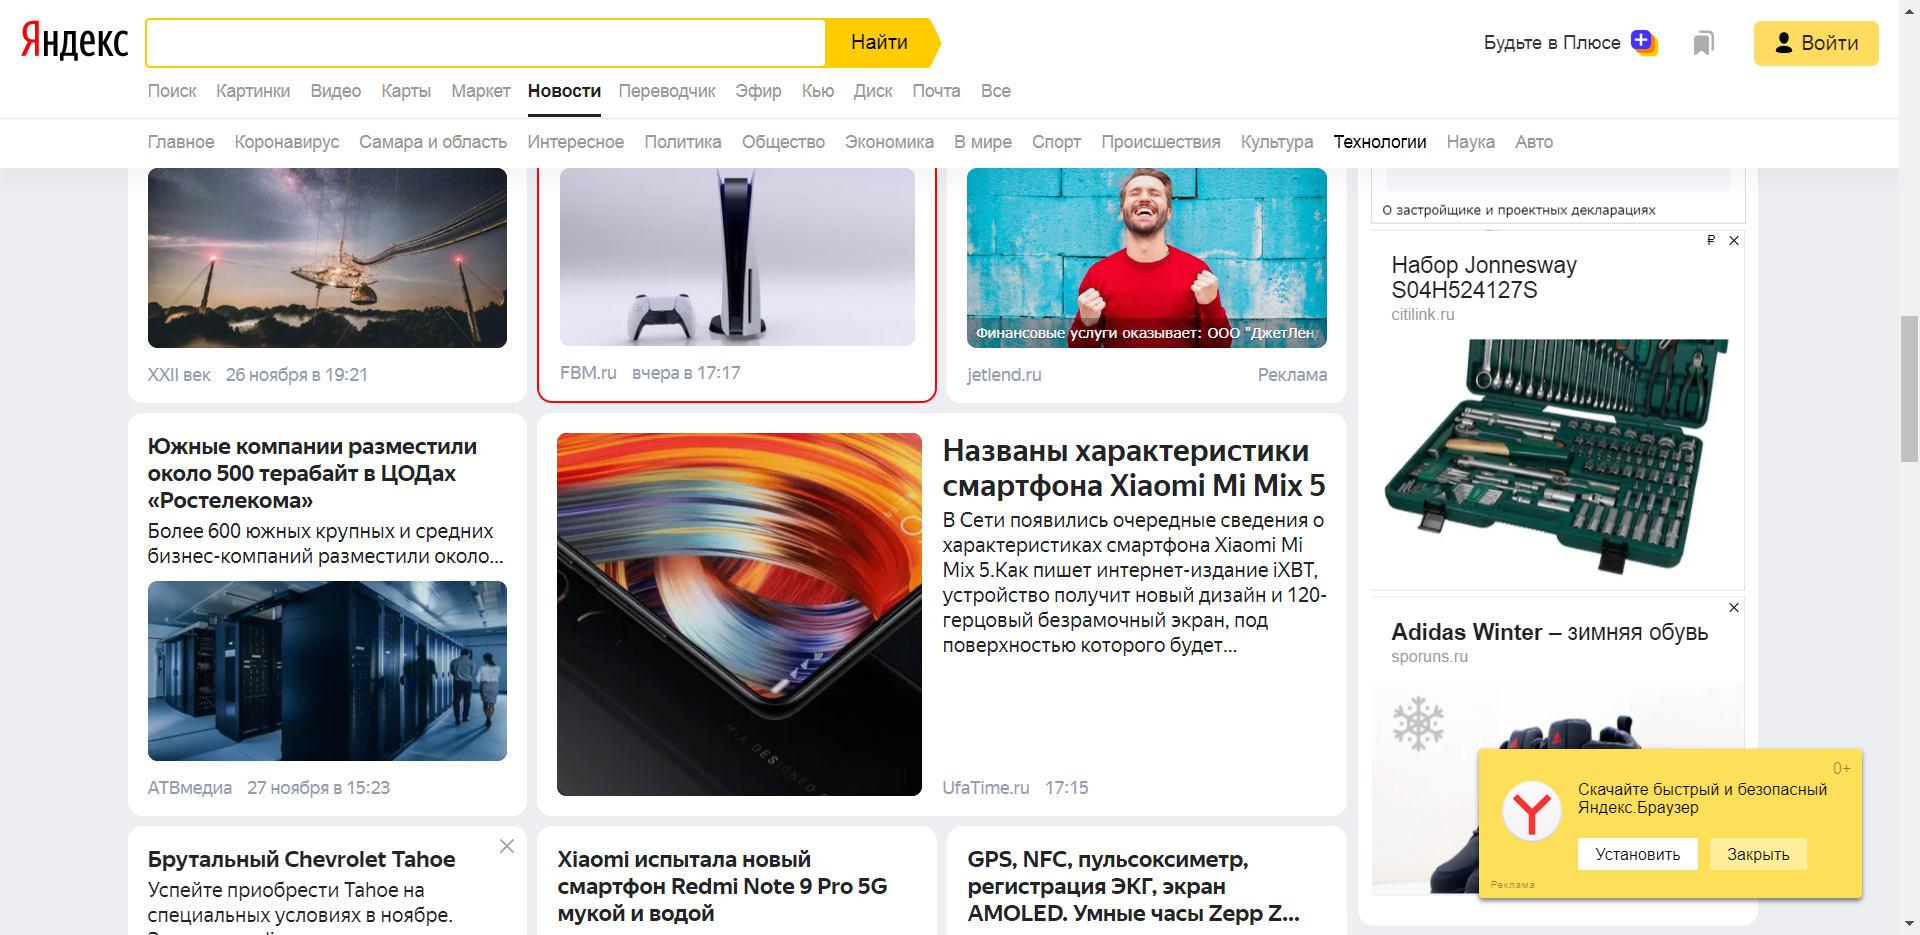 Яндекс
Найти
Будьте в Плюсе
Войти
Поиск Картинки Видео Карты Маркет Новости Переводчик Эфир Кью Диск Почта Все
Главное Коронавирус Самара и область Интересное Политика Общество Экономика В мире Спорт Происшествия Культура Технологии Наука Авто
XXII век 26 ноября в 19:21
FBM.ru вчера в 17:17
Финансовые услуги оказывает: ООО "ДжетЛен
jetlend.ru Реклама
Южные компании разместили
около 500 терабайт в ЦОДах
«Ростелекома»
Более 600 южных крупных и средних
бизнес-компаний разместили около...
АТВмедиа 27 ноября в 15:23
MIX DESIGNED
Названы характеристики
смартфона Xiaomi Mi Mix 5
В Сети появились очередные сведения о
характеристиках смартфона Xiaomi Mi
Mix 5.Как пишет интернет-издание iXBT,
устройство получит новый дизайн и 120-
герцовый безрамочный экран, под
поверхностью которого будет...
UfaTime.ru 17:15
Брутальный Chevrolet Tahoe
Успейте приобрести Tahoe на
специальных условиях в ноябре.
Xiaomi испытала новый
смартфон Redmi Note 9 Pro 5G
мукой и водой
GPS, NFC, пульсоксиметр,
регистрация ЭКГ, экран
AMOLED. Умные часы Zepp Z...
О застройщике и проектных декларациях
₽
Набор Jonnesway
S04H524127S
citilink.ru
Adidas Winter – зимняя обувь
sporuns.ru
0+
Скачайте быстрый и безопасный
Яндекс.Браузер
Установить Закрыть
Реклама